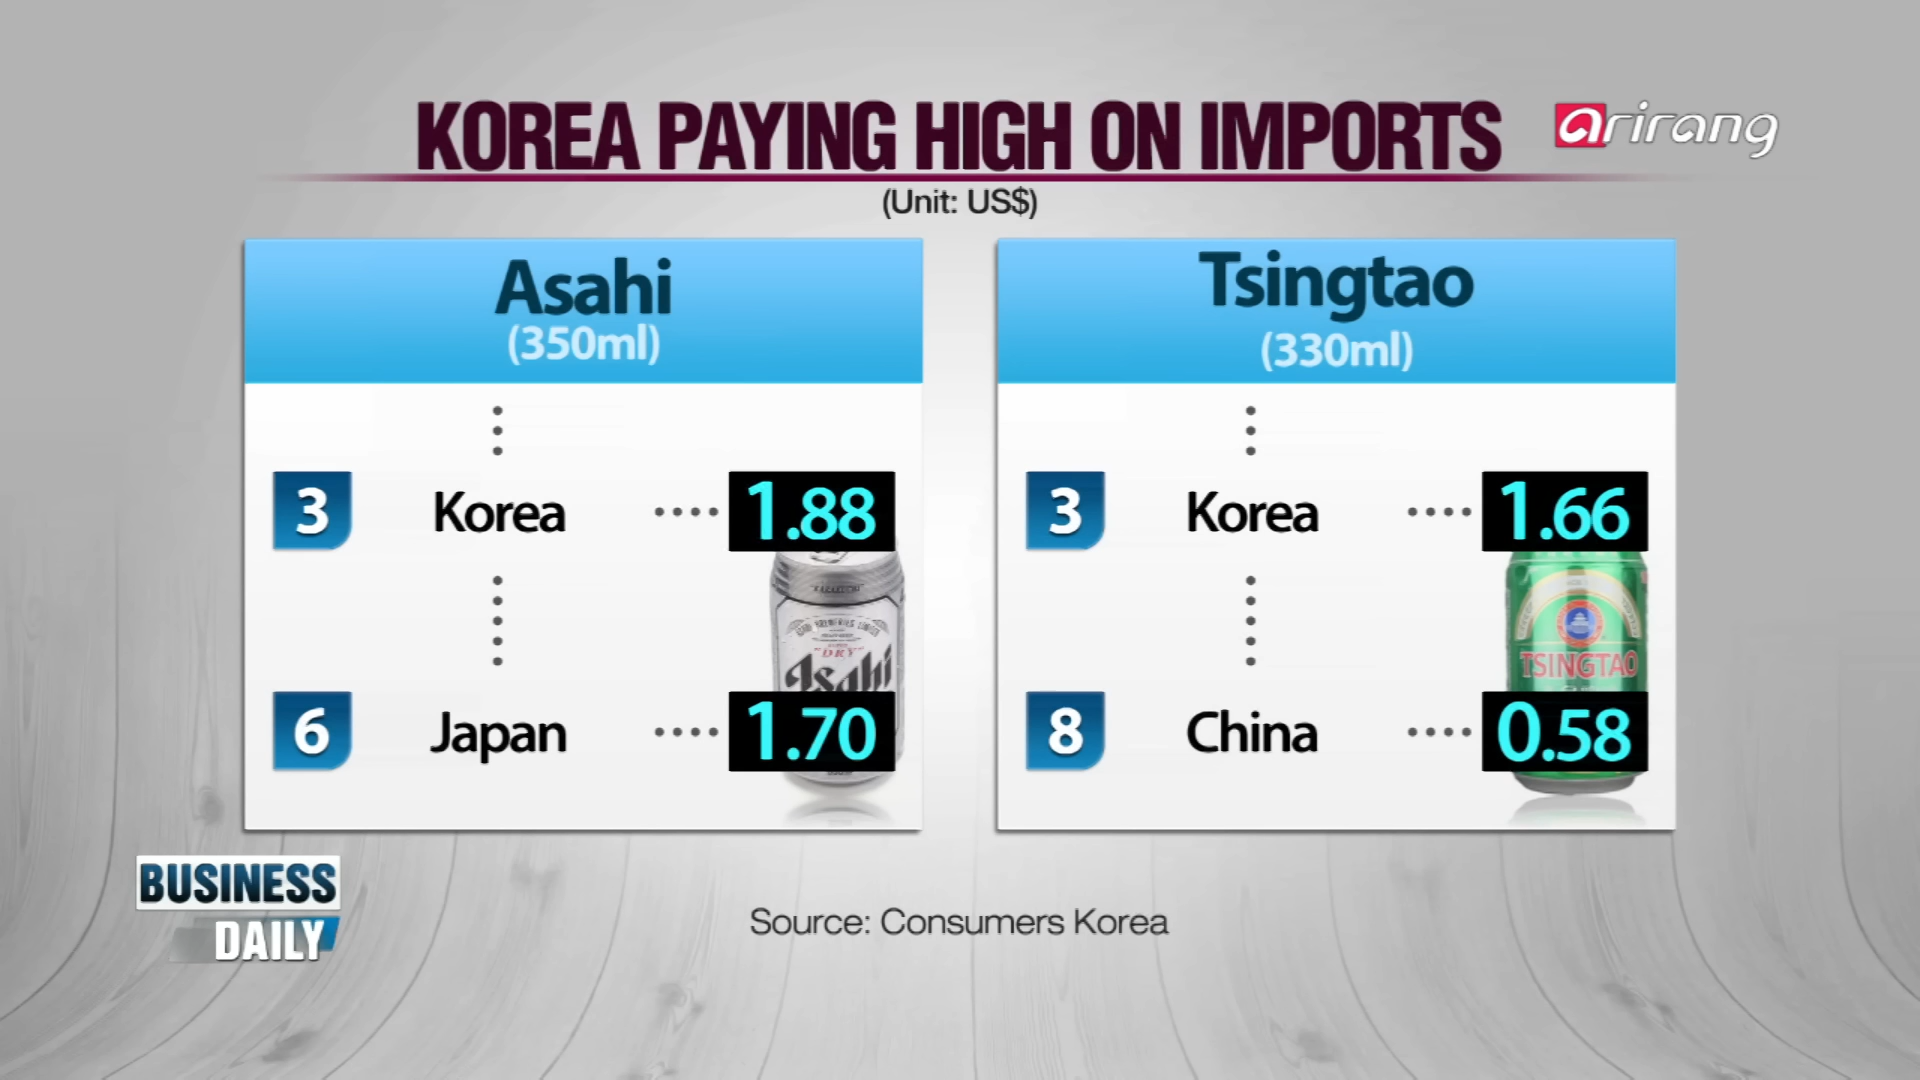 KOREA PAYING HIGH ON IMPORTS
arirang
(Unit: US$)
Asahi
(350ml)
3 Korea 1.88
6 Japan 1.70
Asahi
Tsingtao
(330ml)
3 Korea 1.66
8 China 0.58
TSINGTAO
BUSINESS
DAILY
Source: Consumers Korea